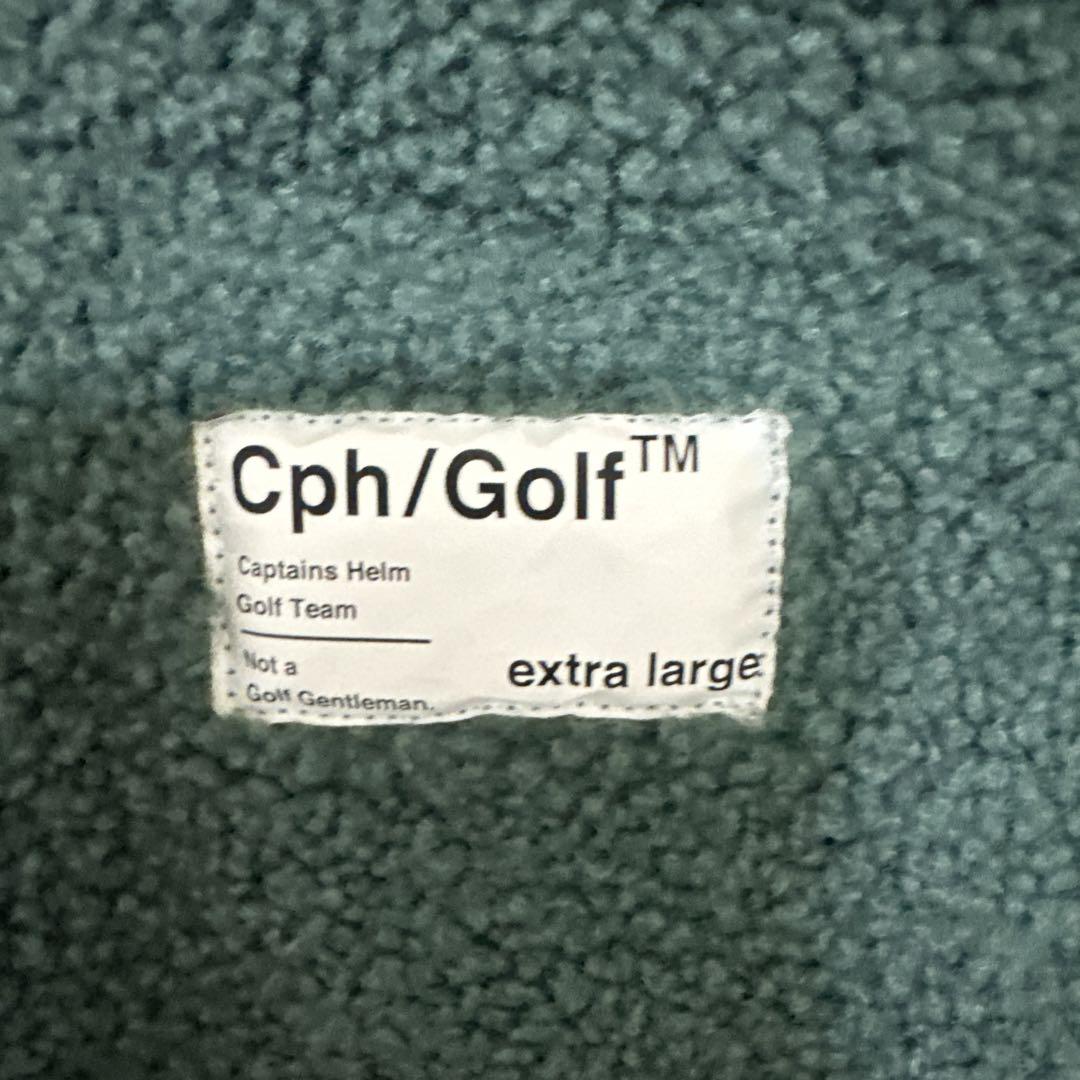 Cph/Golf™
Captains Helm
Golf Team
Not a
Golf Gentleman.
extra large